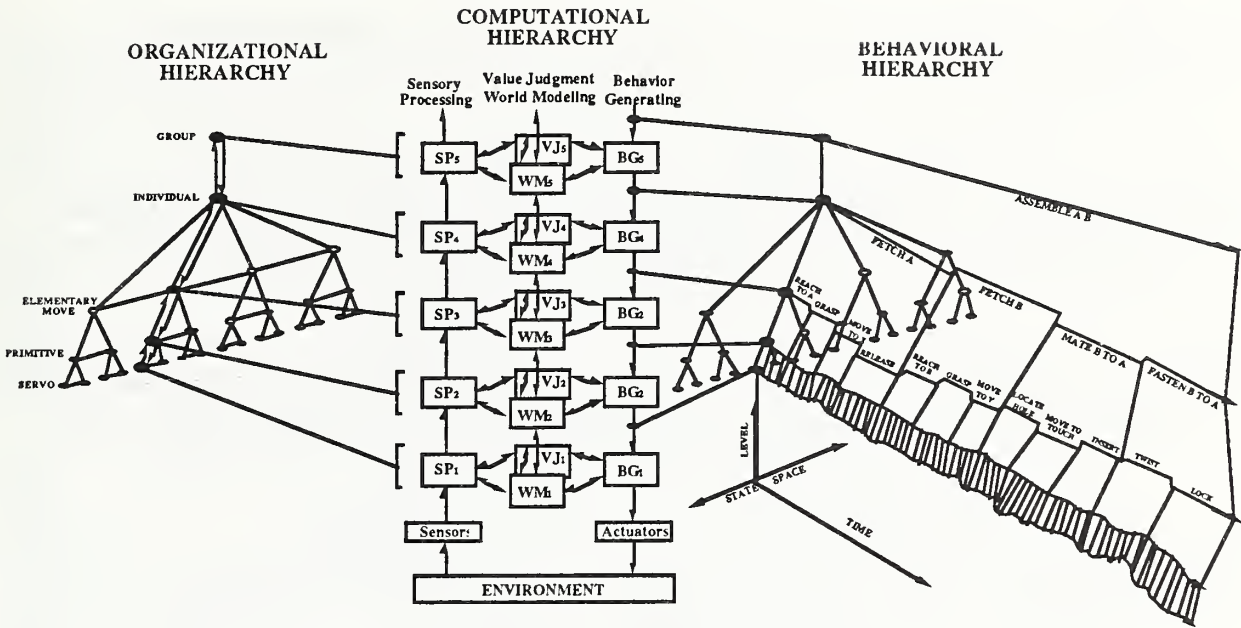 COMPUTATIONAL
HIERARCHY
ORGANIZATIONAL
HIERARCHY
BEHAVIORAL
HIERARCHY
Sensory
Processing
Value Judgment
World Modeling
Behavior
Generating
GROUP
INDIVIDUAL
ELEMENTARY
MOVE
PRIMITIVE
SERVO
SP5
VJ5
WM5
BG5
SP4
VJ4
WM4
BG4
SP3
VJ3
WM3
BG2
SP2
VJ2
WM2
BG2
SP1
VJ1
WM1
BG1
Sensors
Actuators
ENVIRONMENT
ASSEMBLE A B
FETCH A
FETCH B
MATE B TO A
FASTEN B TO A
REACH
TO A
GRASP
MOVE
TO X
RELEASE
REACH
TO B
GRASP
MOVE
TO Y
LOCATE
HOLE
MOVE TO
TOUCH
INSERT
TWIST
LOCK
LEVEL
STATE SPACE
TIME